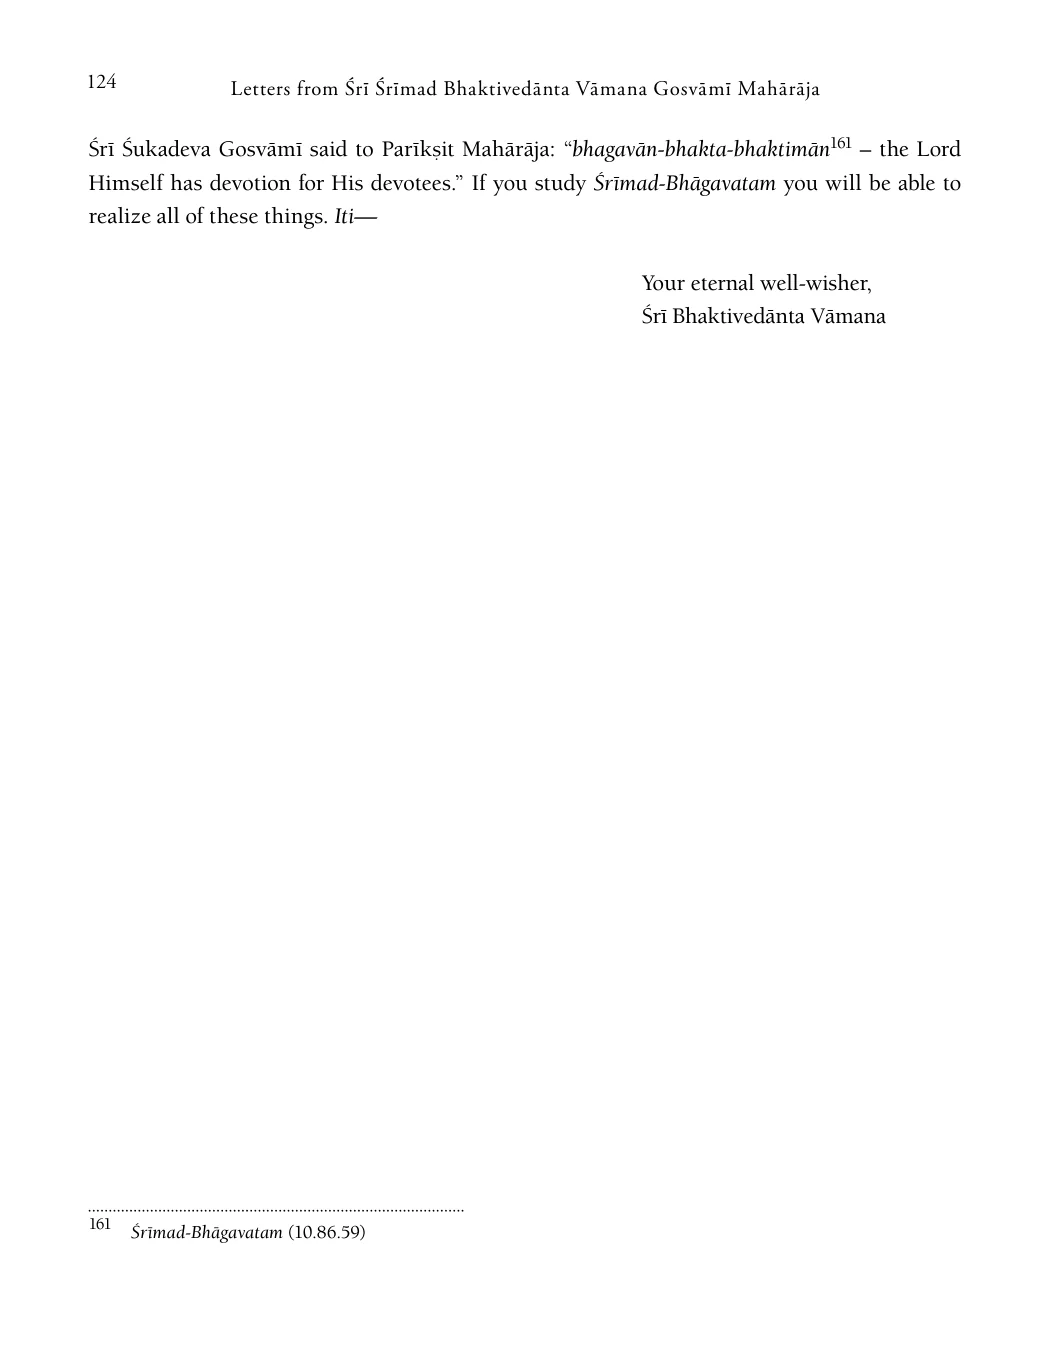 124
Letters from Śrī Śrīmad Bhaktivedānta Vāmana Gosvāmī Mahārāja
Śrī Śukadeva Gosvāmī said to Parīkṣit Mahārāja: “bhagavān-bhakta-bhaktimān161 – the Lord
Himself has devotion for His devotees.” If you study Śrīmad-Bhāgavatam you will be able to
realize all of these things. Iti—
Your eternal well-wisher,
Śrī Bhaktivedānta Vāmana
161 Śrīmad-Bhāgavatam (10.86.59)